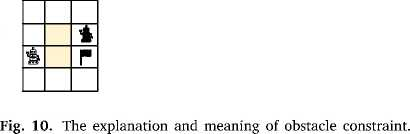 Fig. 10. The explanation and meaning of obstacle constraint.